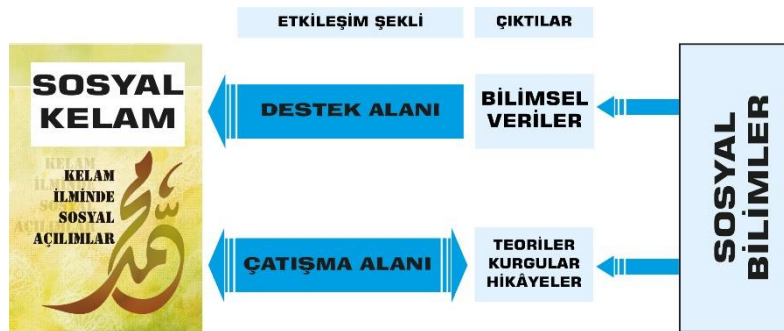 ETKİLEŞİM ŞEKLİ
ÇIKTILAR
SOSYAL
KELAM
KELAM
İLMİNDE
SOSYAL
AÇILIMLAR
محمد
DESTEK ALANI
BİLİMSEL
VERİLER
ÇATIŞMA ALANI
TEORİLER
KURGULAR
HİKÂYELER
SOSYAL
BİLİMLER